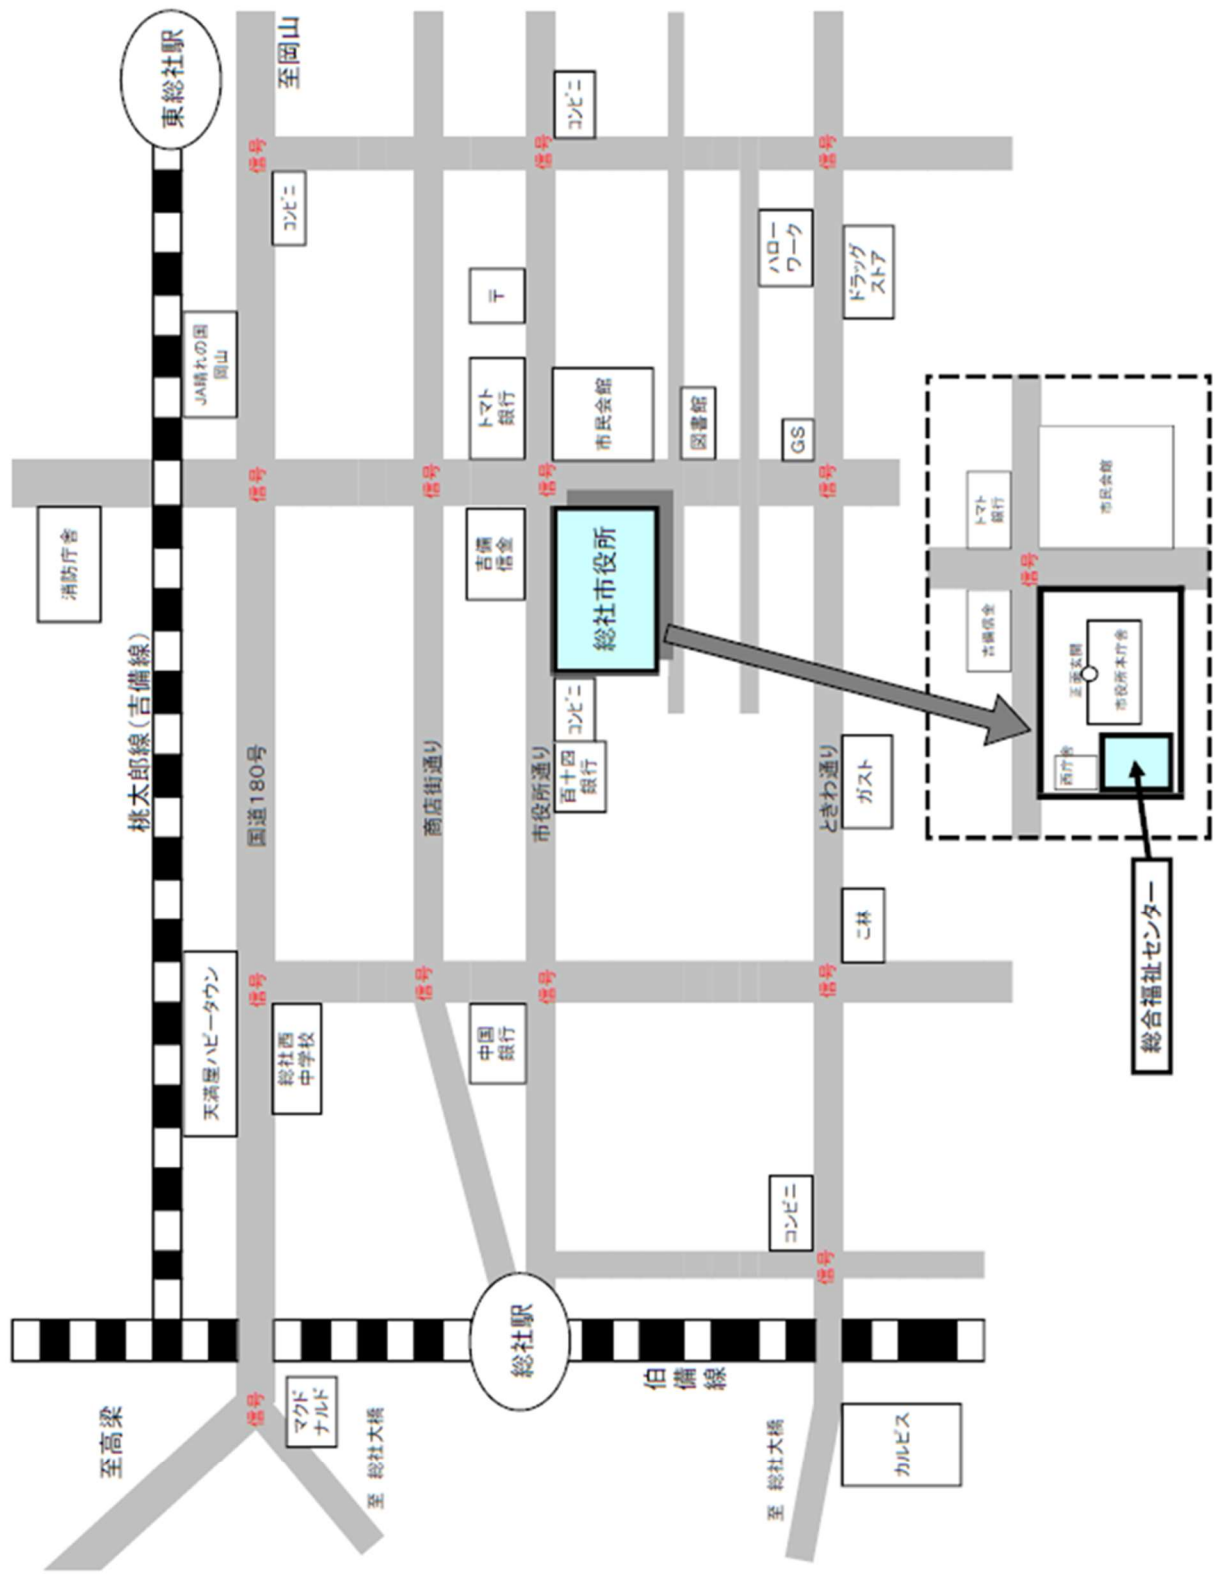 消防庁舎
至高梁
桃太郎線(吉備線)
東総社駅
天満屋ハピータウン
JA晴れの国
岡山
信号
信号
国道180号
信号
信号
至岡山
マクド
ナルド
総社西
中学校
コンビニ
至 総社大橋
信号
商店街通り
信号
中国
銀行
吉備
信金
トマト
銀行
〒
総社駅
信号
市役所通り
信号
信号
百十四
銀行
コンビニ
総社市役所
市民会館
コンビニ
伯備線
図書館
コンビニ
GS
ハロー
ワーク
至 総社大橋
信号
信号
ときわ通り
信号
信号
カルピス
こ林
ガスト
ドラッグ
ストア
吉備信金
トマト
銀行
信号
西庁舎
正面玄関
市役所本庁舎
市民会館
総合福祉センター